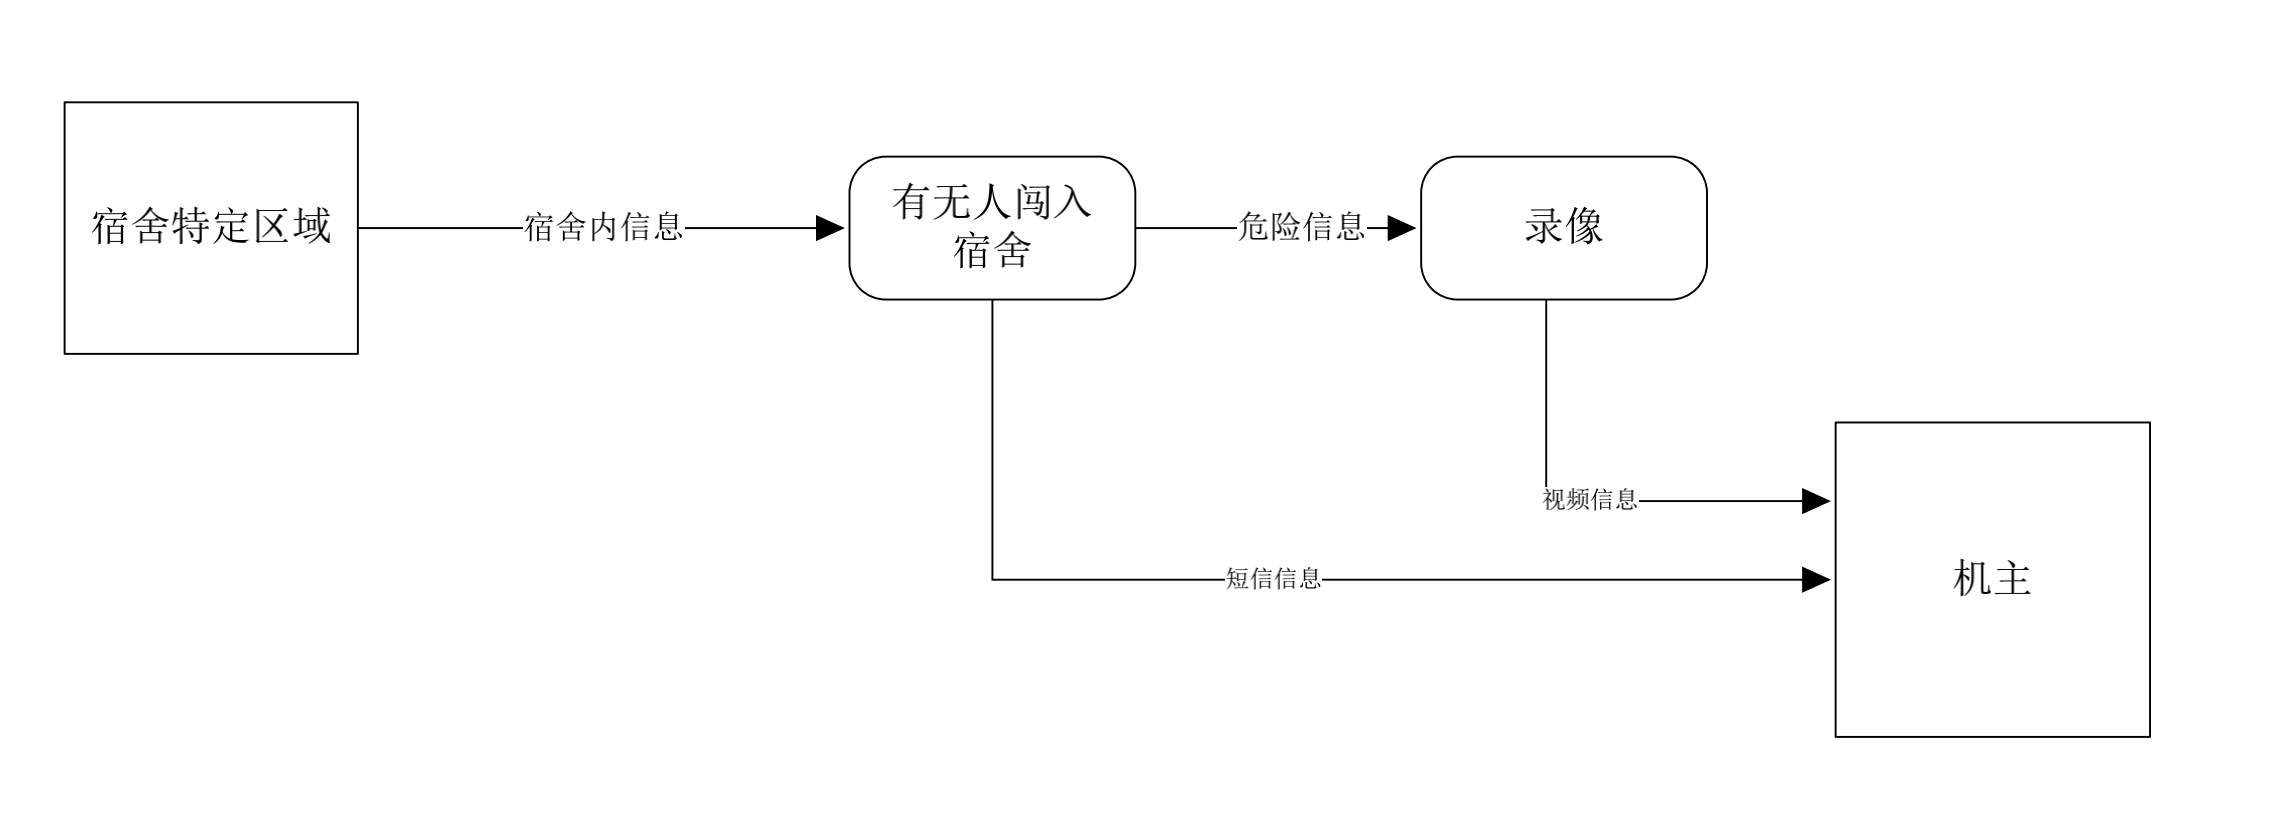 宿舍特定区域
宿舍内信息
有无人闯入
宿舍
危险信息
录像
视频信息
短信信息
机主